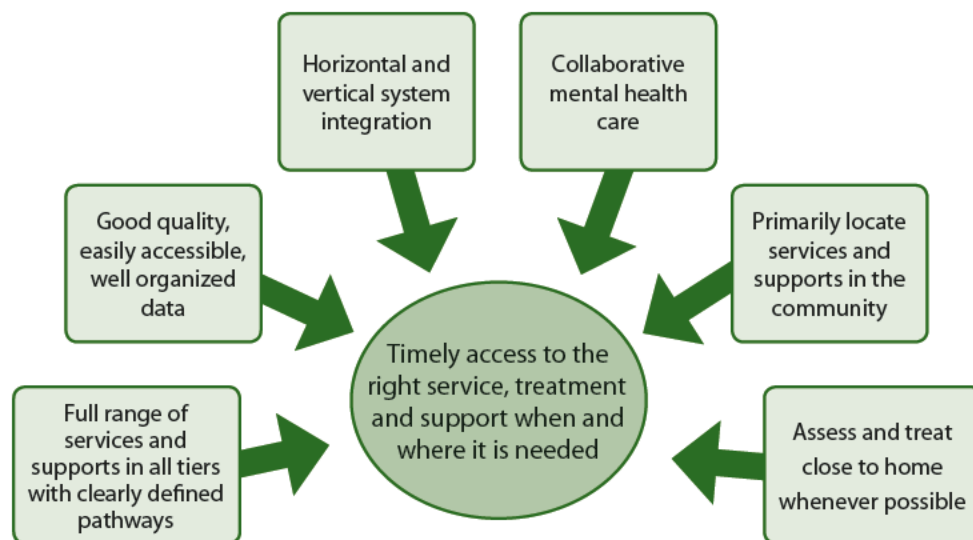 Horizontal and
vertical system
integration
Collaborative
mental health
care
Good quality,
easily accessible,
well organized
data
Primarily locate
services and
supports in the
community
Timely access to the
right service, treatment
and support when and
where it is needed
Full range of
services and
supports in all tiers
with clearly defined
pathways
Assess and treat
close to home
whenever possible